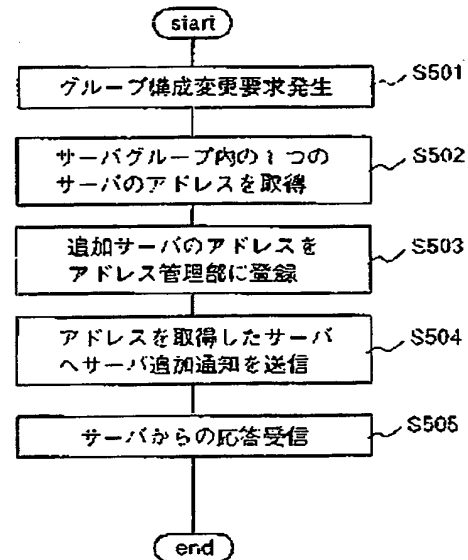 start
グループ構成変更要求発生
S501
サーバグループ内の1つの
サーバのアドレスを取得
S502
追加サーバのアドレスを
アドレス管理部に登録
S503
アドレスを取得したサーバ
へサーバ追加通知を送信
S504
サーバからの応答受信
S505
end